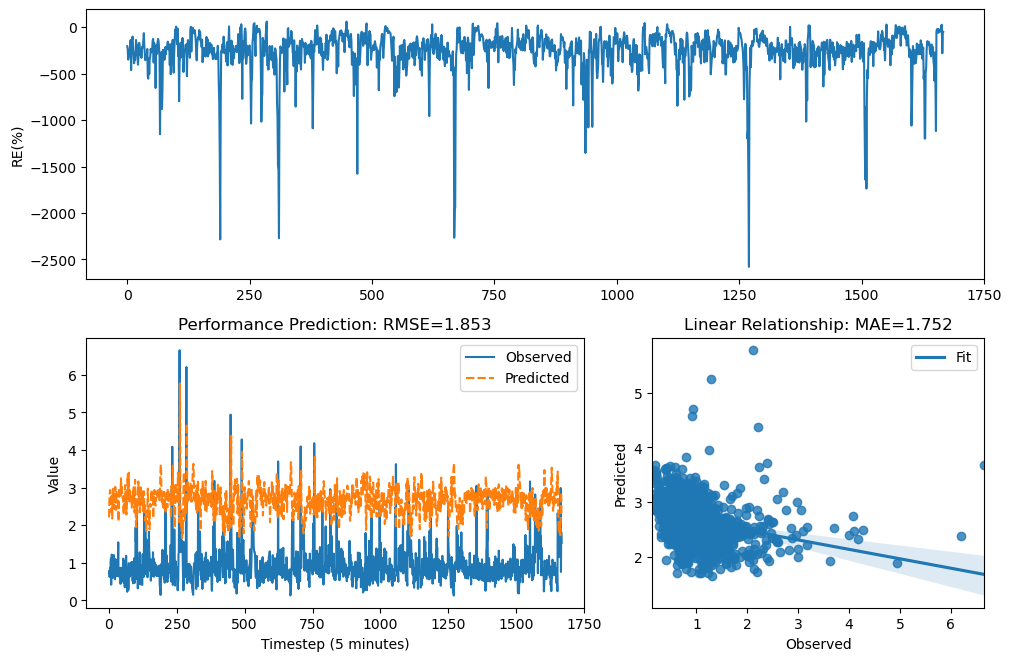 0
−500
−1000
−1500
−2000
−2500
RE(%)
0 250 500 750 1000 1250 1500 1750
Performance Prediction: RMSE=1.853
6
5
4
3
2
1
0
Value
Observed
Predicted
0 250 500 750 1000 1250 1500 1750
Timestep (5 minutes)
Linear Relationship: MAE=1.752
5
4
3
2
Predicted
Fit
1 2 3 4 5 6
Observed